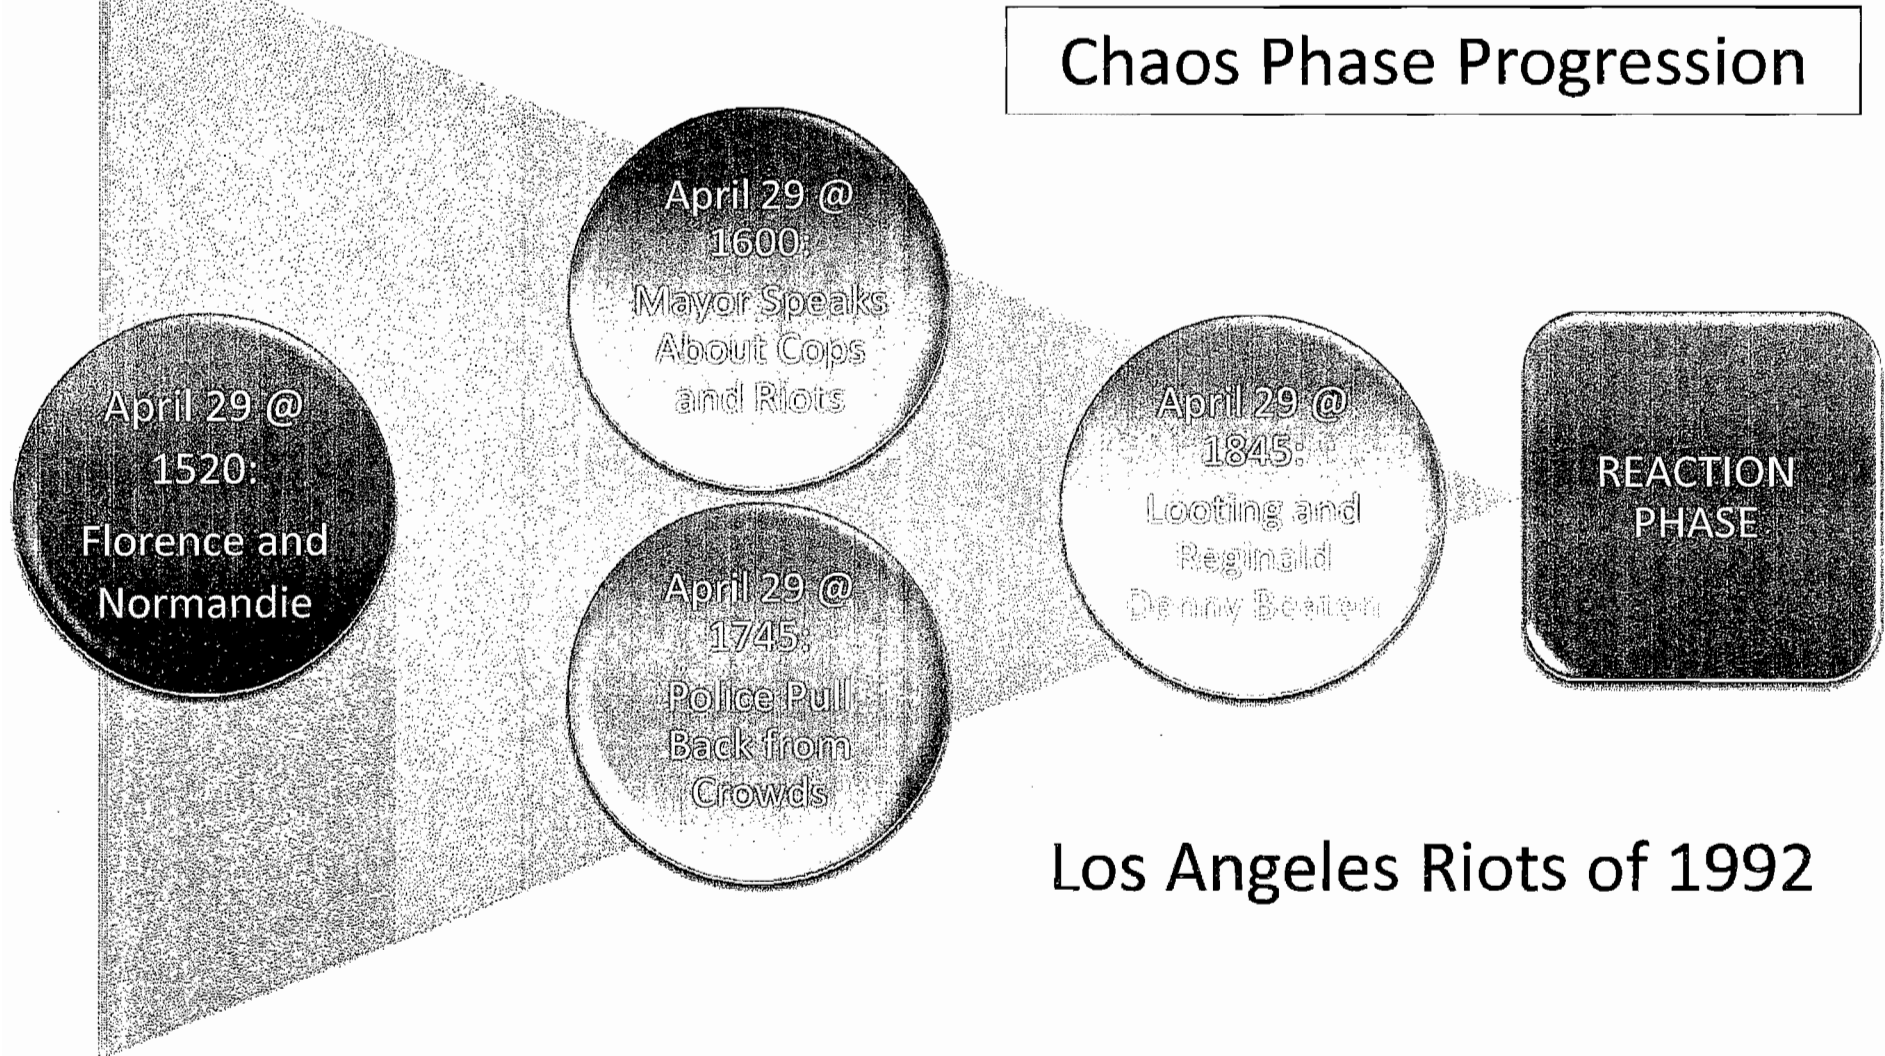 Chaos Phase Progression
April 29 @
1520:
Florence and
Normandie
April 29 @
1600:
Mayor Speaks
About Cops
and Riots
April 29 @
1745:
Police Pull
Back from
Crowds
April 29 @
1845:
Looting and
Reginald
Denny Beaten
REACTION
PHASE
Los Angeles Riots of 1992